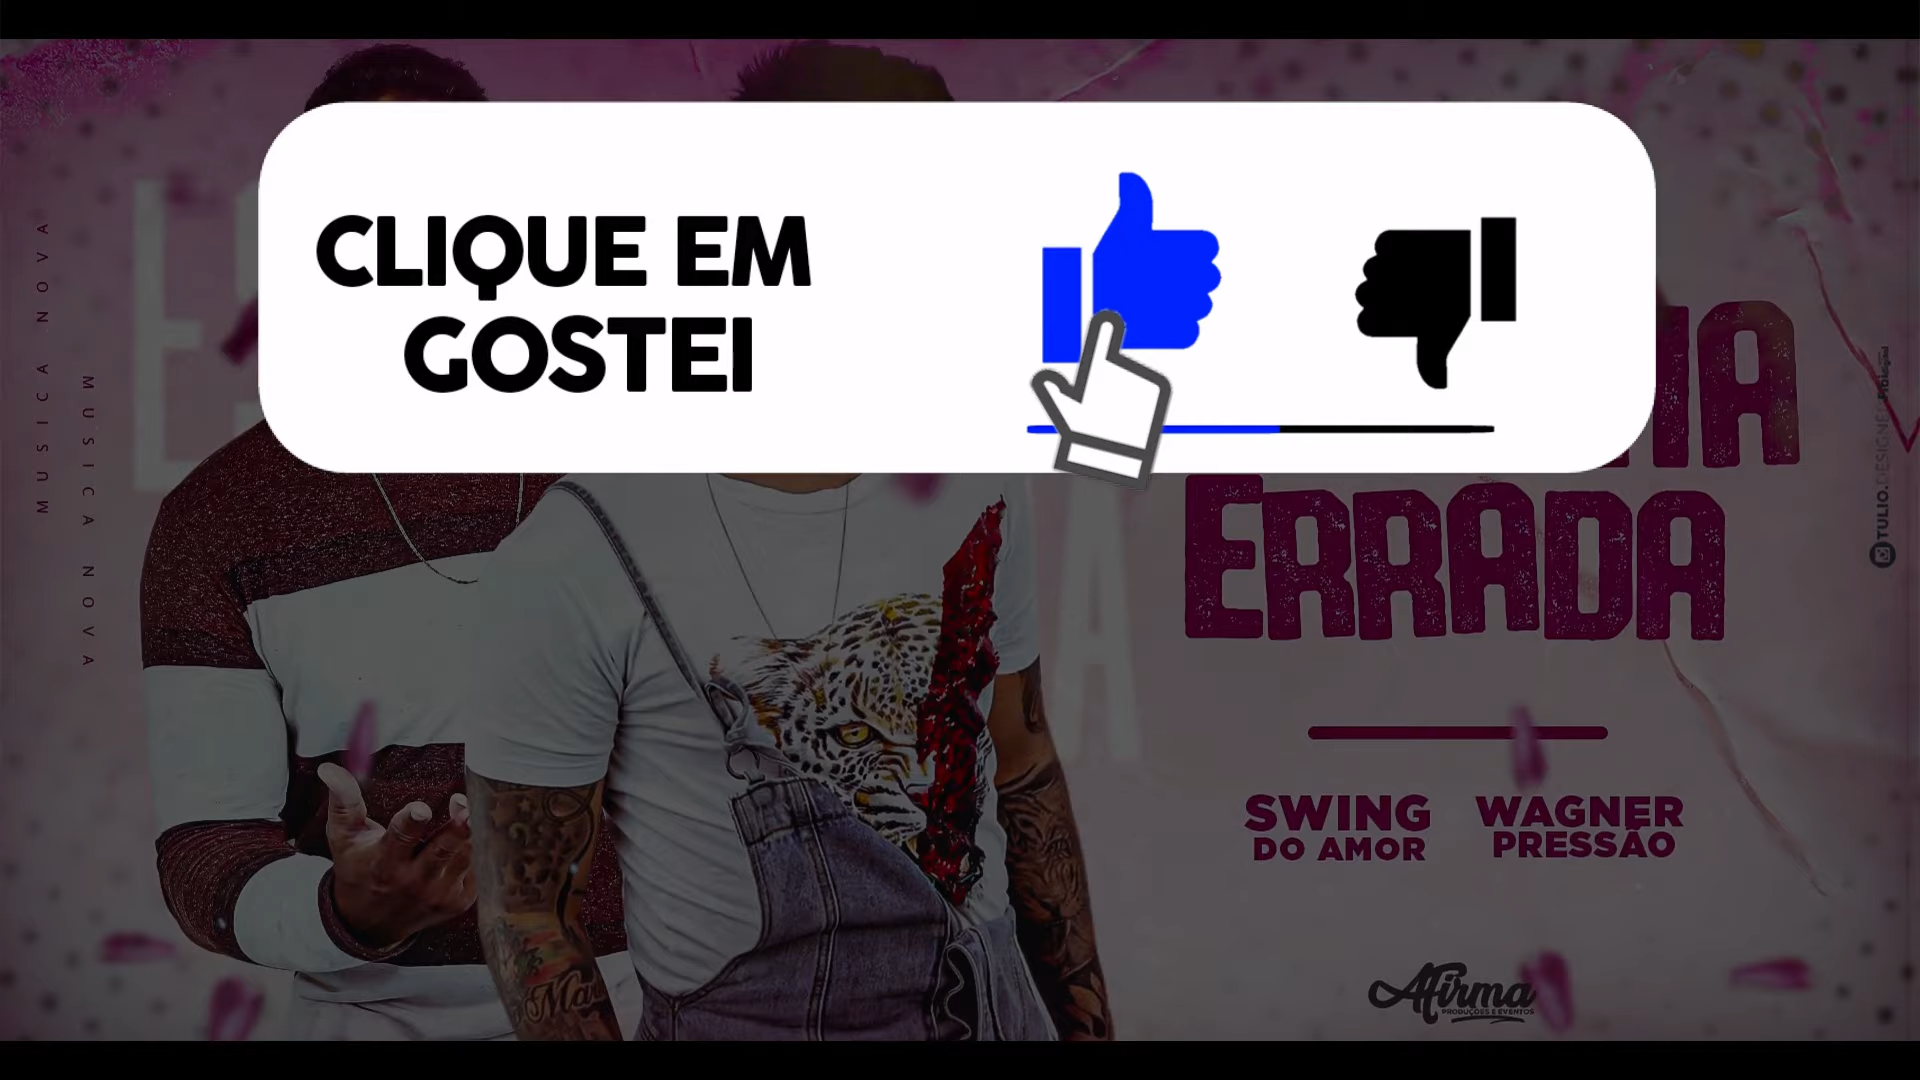 CLIQUE EM
GOSTEI
MUSICA NOVA
MUSICA NOVA
ERRADA
SWING
DO AMOR
WAGNER
PRESSÃO
Afirma
PRODUÇÕES E EVENTOS